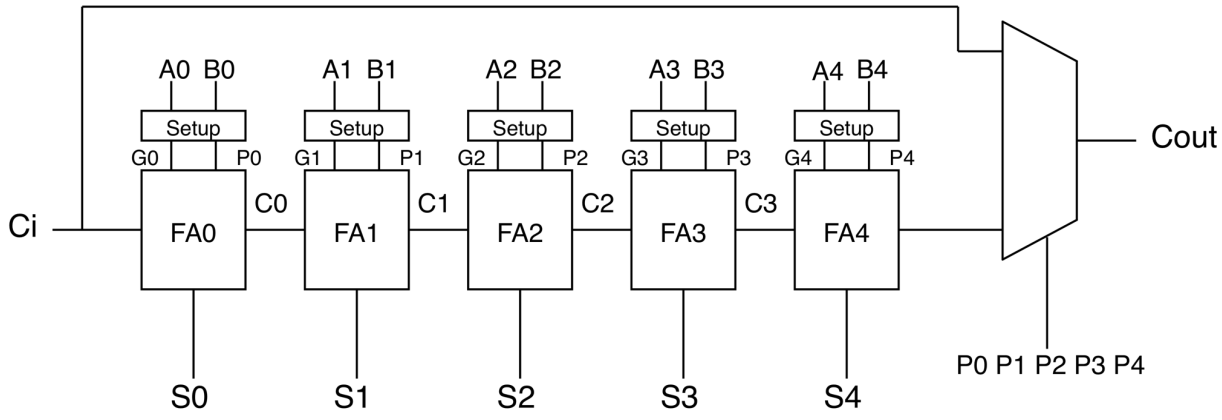 A0 B0 A1 B1 A2 B2 A3 B3 A4 B4
Setup Setup Setup Setup Setup
G0 P0 G1 P1 G2 P2 G3 P3 G4 P4
Cout
C0 C1 C2 C3
Ci FA0 FA1 FA2 FA3 FA4
P0 P1 P2 P3 P4
S0 S1 S2 S3 S4